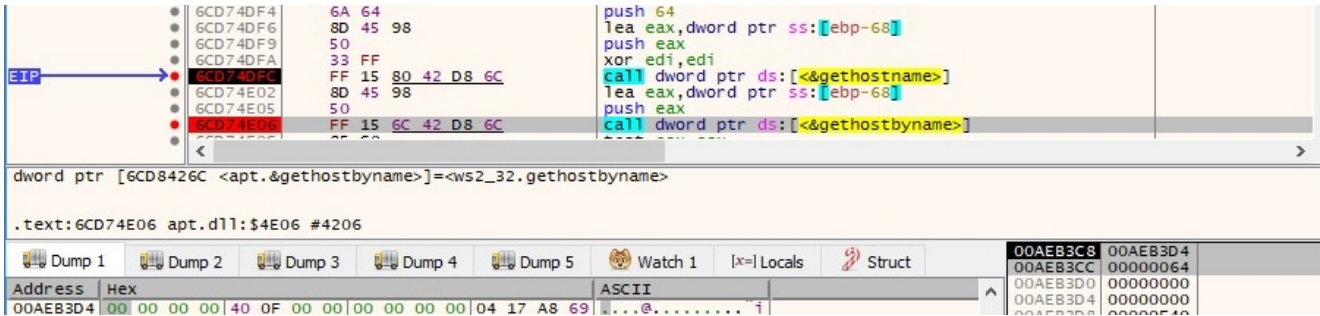 6CD74DF4 6A 64 push 64
6CD74DF6 8D 45 98 lea eax,dword ptr ss:[ebp-68]
6CD74DF9 50 push eax
6CD74DFA 33 FF xor edi,edi
EIP 6CD74DFC FF 15 80 42 D8 6C call dword ptr ds:[<&gethostname>]
6CD74E02 8D 45 98 lea eax,dword ptr ss:[ebp-68]
6CD74E05 50 push eax
6CD74E06 FF 15 6C 42 D8 6C call dword ptr ds:[<&gethostbyname>]
dword ptr [6CD8426C <apt.&gethostbyname>]=<ws2_32.gethostbyname>
.text:6CD74E06 apt.dll:$4E06 #4206
Dump 1 Dump 2 Dump 3 Dump 4 Dump 5 Watch 1 [x=] Locals Struct
Address Hex ASCII
00AEB3D4 00 00 00 00 40 0F 00 00 00 00 00 00 04 17 A8 69 ....@.........¨i
00AEB3C8 00AEB3D4
00AEB3CC 00000064
00AEB3D0 00000000
00AEB3D4 00000000